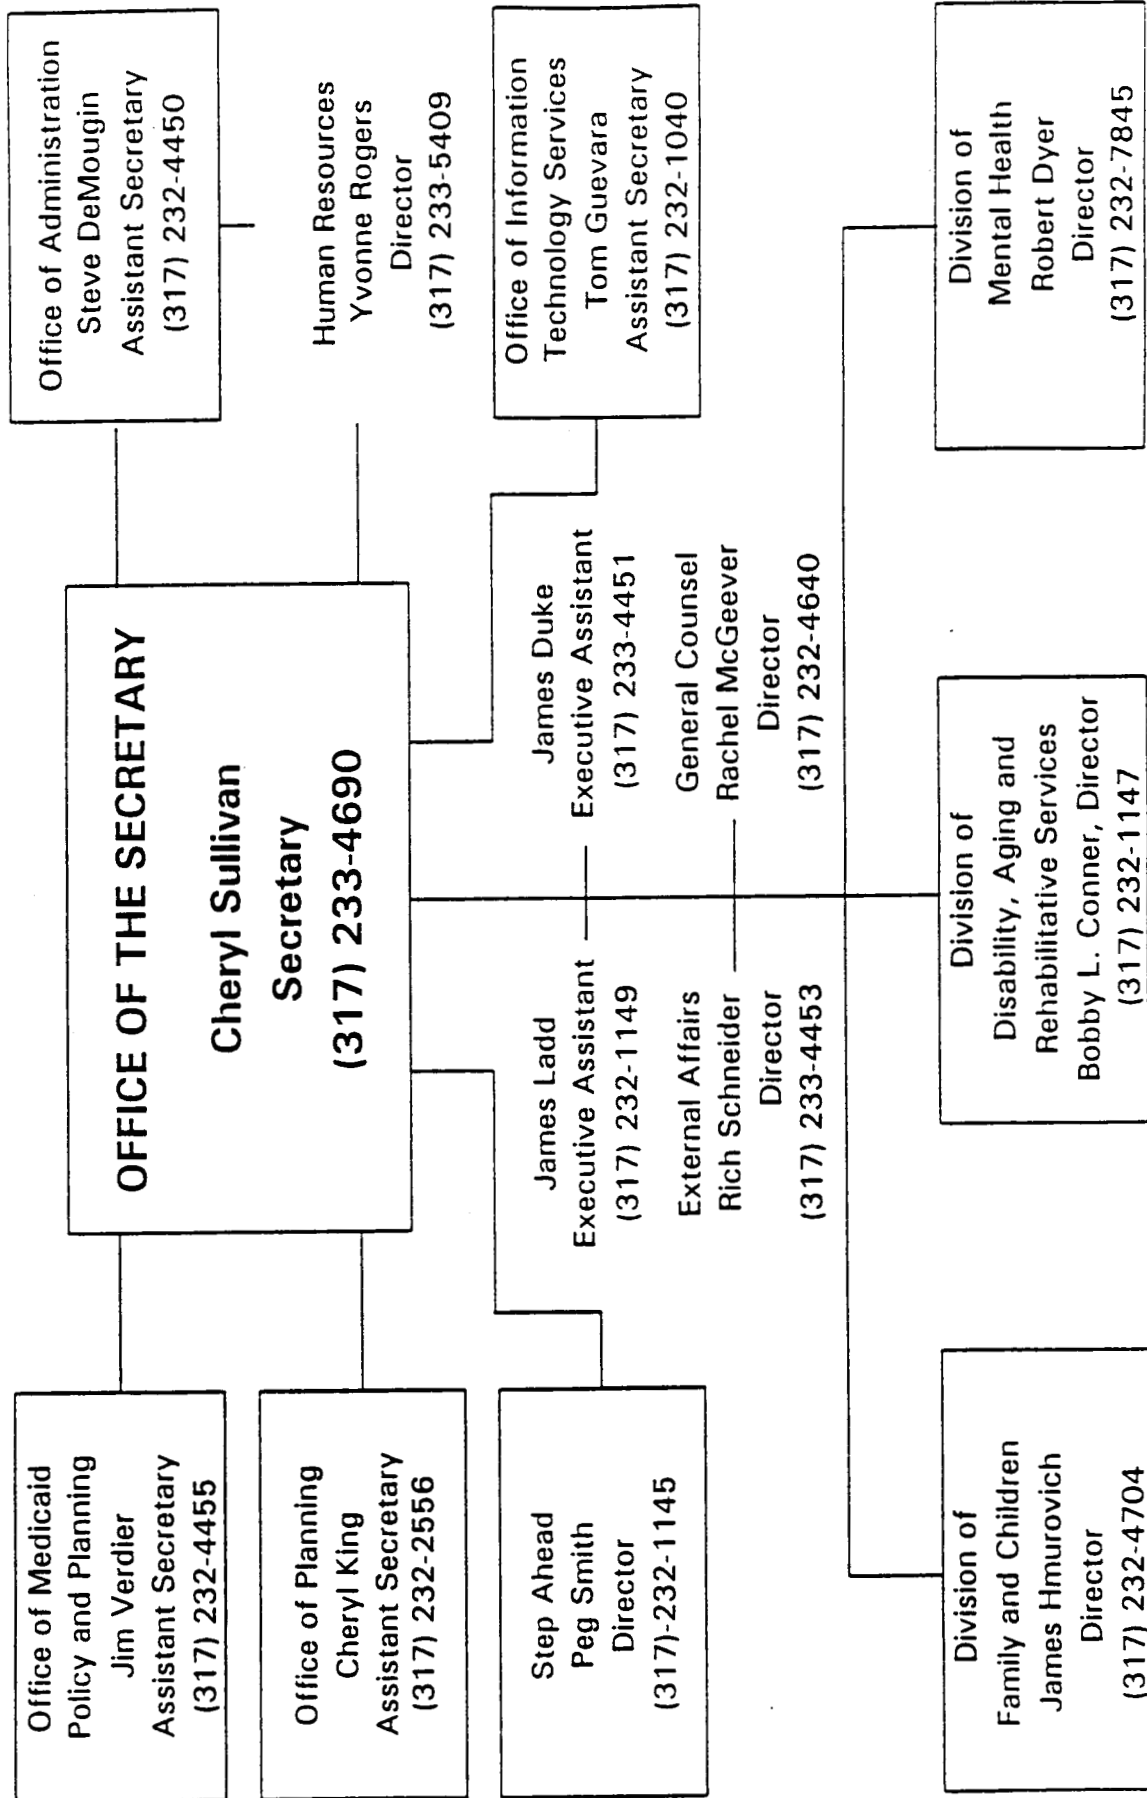 OFFICE OF THE SECRETARY
Cheryl Sullivan
Secretary
(317) 233-4690
Office of Medicaid
Policy and Planning
Jim Verdier
Assistant Secretary
(317) 232-4455
Office of Planning
Cheryl King
Assistant Secretary
(317) 232-2556
Step Ahead
Peg Smith
Director
(317)-232-1145
Office of Administration
Steve DeMougin
Assistant Secretary
(317) 232-4450
Human Resources
Yvonne Rogers
Director
(317) 233-5409
Office of Information
Technology Services
Tom Guevara
Assistant Secretary
(317) 232-1040
James Ladd
Executive Assistant
(317) 232-1149
James Duke
Executive Assistant
(317) 233-4451
External Affairs
Rich Schneider
Director
(317) 233-4453
General Counsel
Rachel McGeever
Director
(317) 232-4640
Division of
Family and Children
James Hmurovich
Director
(317) 232-4704
Division of
Disability, Aging and
Rehabilitative Services
Bobby L. Conner, Director
(317) 232-1147
Division of
Mental Health
Robert Dyer
Director
(317) 232-7845